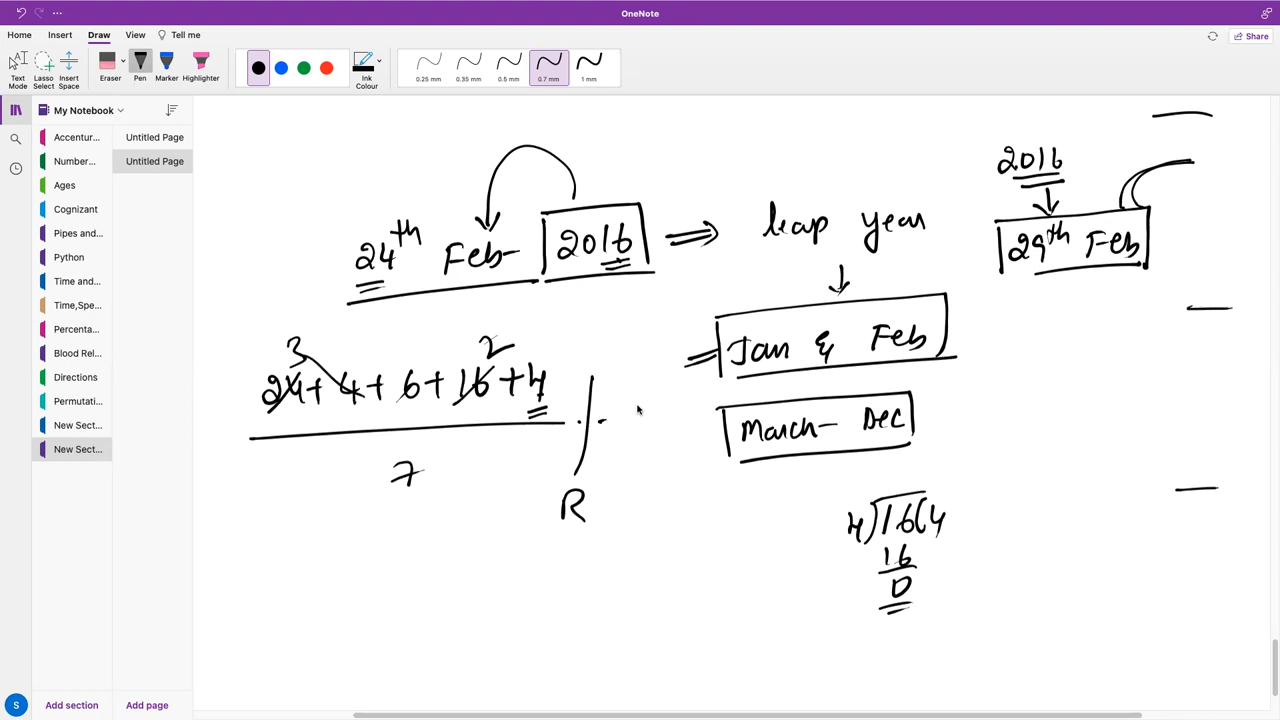 OneNote
Home Insert Draw View Tell me
Share
Text Mode
Lasso Select
Insert Space
Eraser
Pen
Marker
Highlighter
Ink Colour
0.25 mm
0.35 mm
0.5 mm
0.7 mm
1 mm
My Notebook
Accentur...
Number...
Ages
Cognizant
Pipes and...
Python
Time and...
Time,Spe...
Percenta...
Blood Rel...
Directions
Permutati...
New Sect...
New Sect...
Untitled Page
Untitled Page
S
Add section
Add page
24th Feb- 2016 ⇒ leap year
2016
29th Feb
Jan & Feb
March- Dec
3 2
24+ 4+ 6+ 16+4
7
R
4)16(4
16
0